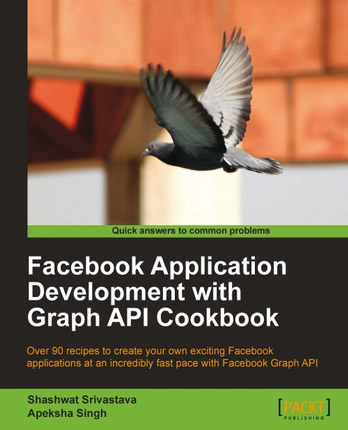 Quick answers to common problems
Facebook Application
Development with
Graph API Cookbook
Over 90 recipes to create your own exciting Facebook
applications at an incredibly fast pace with Facebook Graph API
Shashwat Srivastava
Apeksha Singh
[PACKT]
PUBLISHING